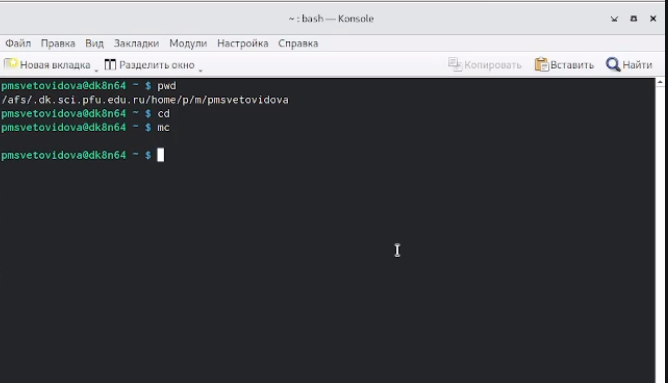 ~ : bash — Konsole
Файл Правка Вид Закладки Модули Настройка Справка
Новая вкладка Разделить окно Копировать Вставить Найти
pmsvetovidova@dk8n64 ~ $ pwd
/afs/.dk.sci.pfu.edu.ru/home/p/m/pmsvetovidova
pmsvetovidova@dk8n64 ~ $ cd
pmsvetovidova@dk8n64 ~ $ mc
pmsvetovidova@dk8n64 ~ $